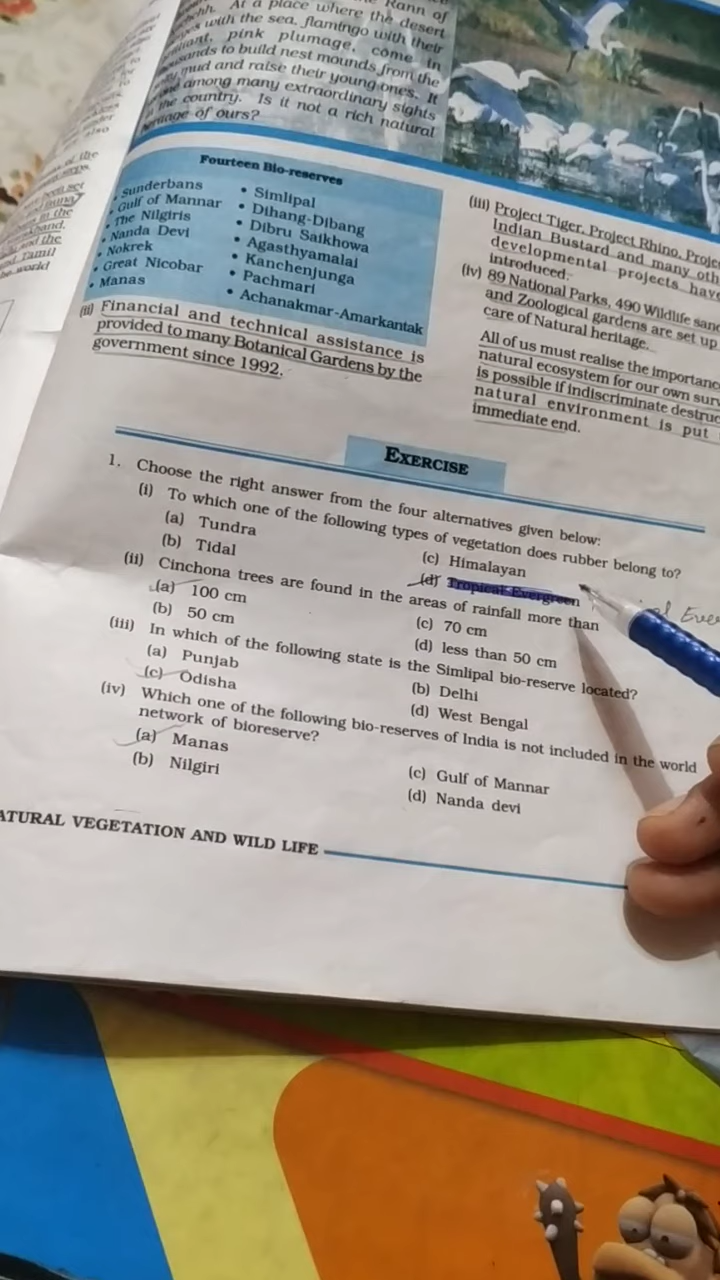 Rann of
At a place where the desert
with the sea, flamingo with their
pink plumage, come in
to build nest mounds from the
mud and raise their young ones. It
among many extraordinary sights
the country. Is it not a rich natural
of ours?
Fourteen Bio-reserves
• Sunderbans
• Gulf of Mannar
• The Nilgiris
• Nanda Devi
• Nokrek
• Great Nicobar
• Manas
• Simlipal
• Dihang-Dibang
• Dibru Saikhowa
• Agasthyamalai
• Kanchenjunga
• Pachmari
• Achanakmar-Amarkantak
(ii) Financial and technical assistance is
provided to many Botanical Gardens by the
government since 1992.
(iii) Project Tiger, Project Rhino,
Indian Bustard and many
developmental projects
introduced.
(iv) 89 National Parks, 490 Wildlife
and Zoological gardens are set up
care of Natural heritage.
All of us must realise the
natural ecosystem for our own
is possible if indiscriminate
natural environment is put
immediate end.
EXERCISE
1. Choose the right answer from the four alternatives given below:
(i) To which one of the following types of vegetation does rubber belong to?
(a) Tundra
(b) Tidal
(c) Himalayan
(d) Tropical Evergreen
(ii) Cinchona trees are found in the areas of rainfall more than
(a) 100 cm
(b) 50 cm
(c) 70 cm
(d) less than 50 cm
(iii) In which of the following state is the Simlipal bio-reserve located?
(a) Punjab
(b) Delhi
(c) Odisha
(d) West Bengal
(iv) Which one of the following bio-reserves of India is not included in the world
network of bioreserve?
(a) Manas
(b) Nilgiri
(c) Gulf of Mannar
(d) Nanda devi
VEGETATION AND WILD LIFE